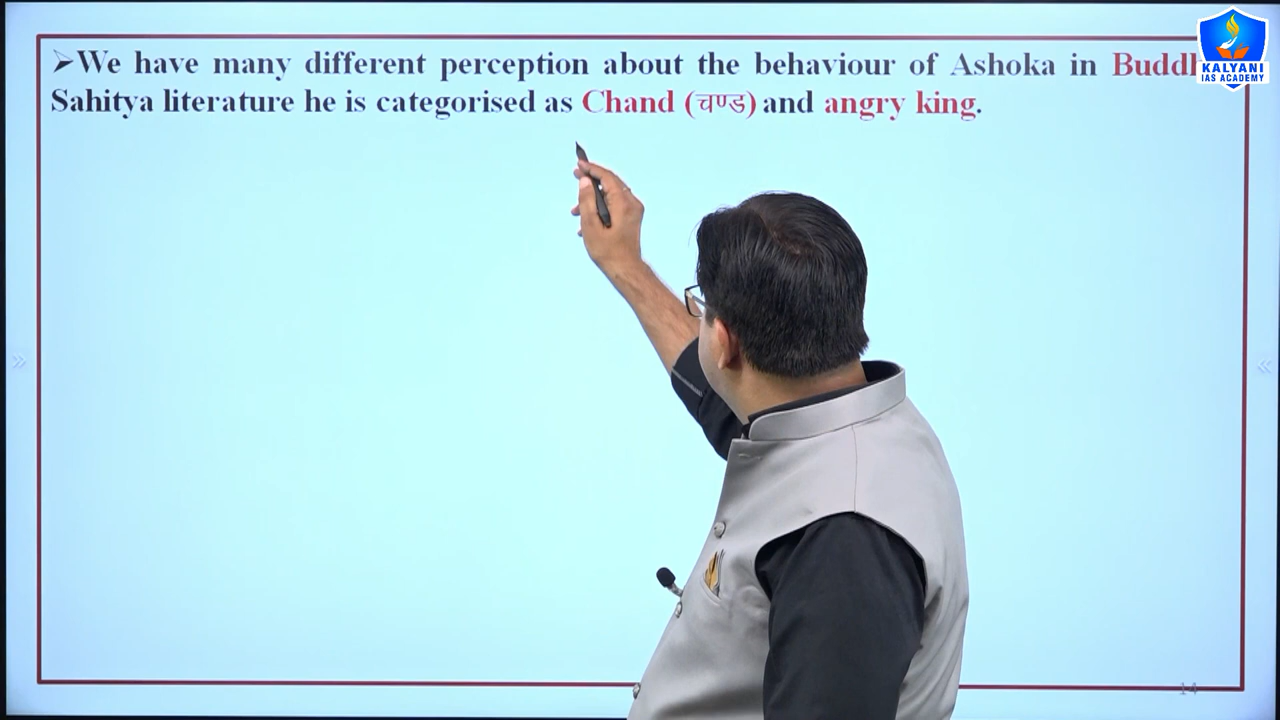 ➢We have many different perception about the behaviour of Ashoka in Buddh
Sahitya literature he is categorised as Chand (चण्ड) and angry king.
KALYANI
IAS ACADEMY
14